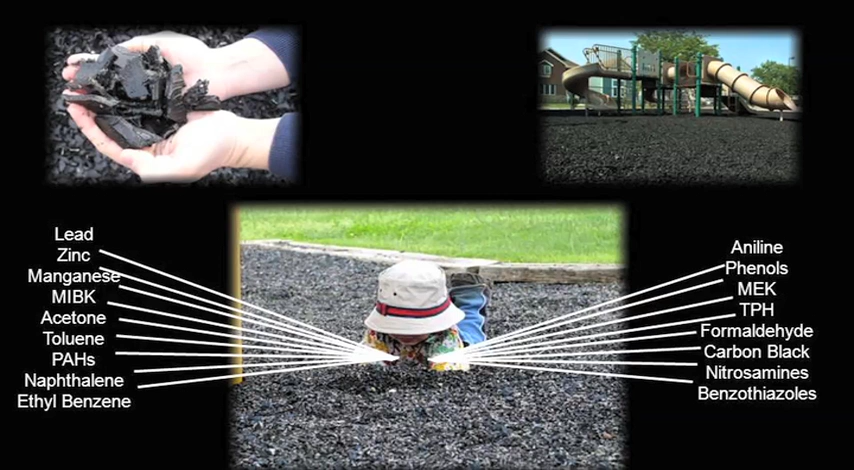 Lead
Zinc
Manganese
MIBK
Acetone
Toluene
PAHs
Naphthalene
Ethyl Benzene
Aniline
Phenols
MEK
TPH
Formaldehyde
Carbon Black
Nitrosamines
Benzothiazoles